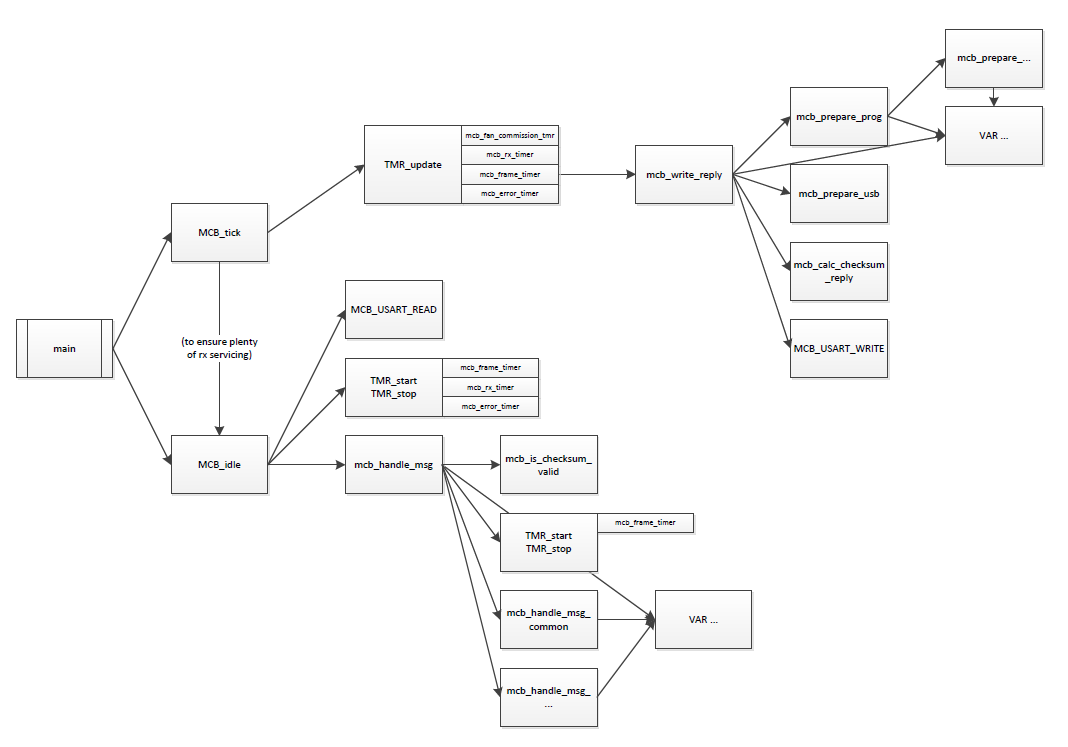 mcb_prepare_...
mcb_prepare_prog
VAR ...
mcb_fan_commission_tmr
TMR_update
mcb_rx_timer
mcb_frame_timer
mcb_error_timer
mcb_write_reply
mcb_prepare_usb
MCB_tick
mcb_calc_checksum
_reply
MCB_USART_READ
main
(to ensure plenty
of rx servicing)
MCB_USART_WRITE
TMR_start
TMR_stop
mcb_frame_timer
mcb_rx_timer
mcb_error_timer
MCB_idle
mcb_handle_msg
mcb_is_checksum_
valid
TMR_start
TMR_stop
mcb_frame_timer
mcb_handle_msg_
common
VAR ...
mcb_handle_msg_
...